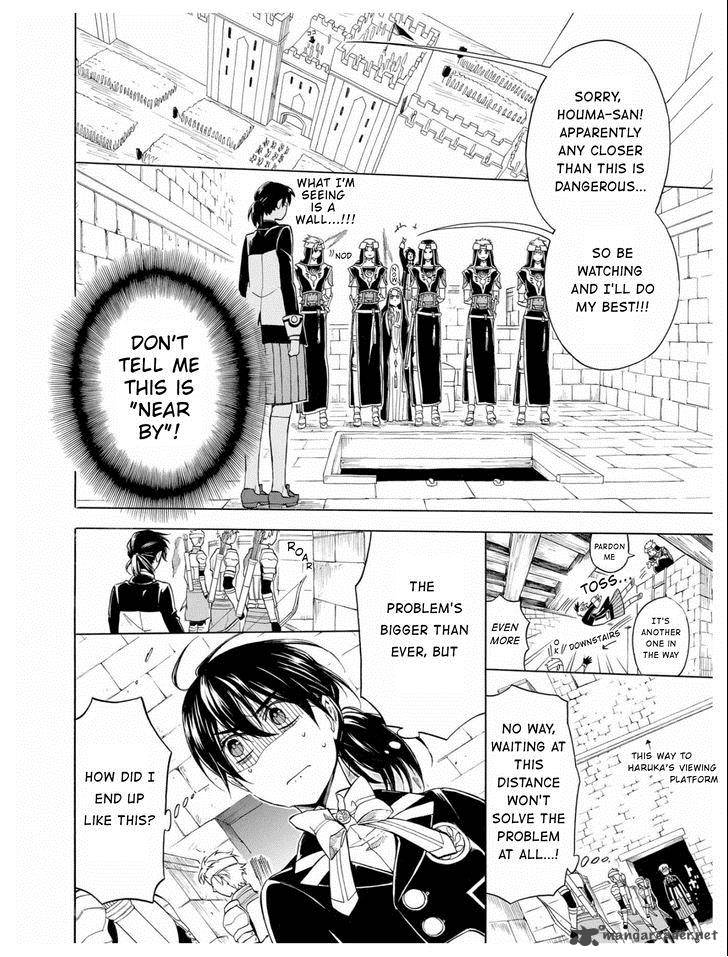 SORRY,
HOUMA-SAN!
APPARENTLY
ANY CLOSER
THAN THIS IS
DANGEROUS...
SO BE
WATCHING
AND I'LL DO
MY BEST!!!
WHAT I'M
SEEING
IS A
WALL...!!!
NOD
NOW
DON'T
TELL ME
THIS IS
"NEAR
BY"!
PARDON
ME
TOSS...
IT'S
ANOTHER
ONE IN
THE WAY
EVEN
MORE
OK
DOWNSTAIRS
ROAR
THE
PROBLEM'S
BIGGER THAN
EVER, BUT
THIS WAY TO
HARUKA'S VIEWING
PLATFORM
NO WAY,
WAITING AT
THIS
DISTANCE
WON'T
SOLVE THE
PROBLEM
AT ALL...!
HOW DID I
END UP
LIKE THIS?
mangareader.net